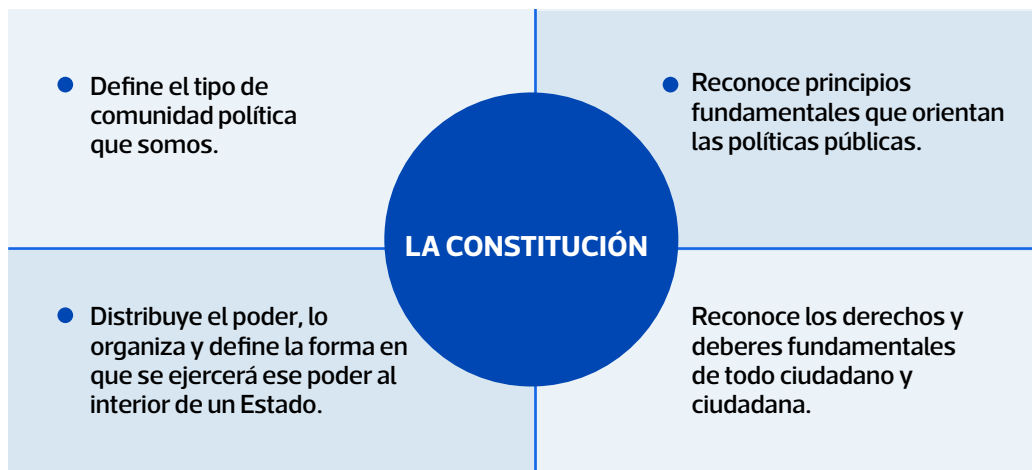 Define el tipo de
comunidad política
que somos.
Reconoce principios
fundamentales que orientan
las políticas públicas.
LA CONSTITUCIÓN
Distribuye el poder, lo
organiza y define la forma en
que se ejercerá ese poder al
interior de un Estado.
Reconoce los derechos y
deberes fundamentales
de todo ciudadano y
ciudadana.